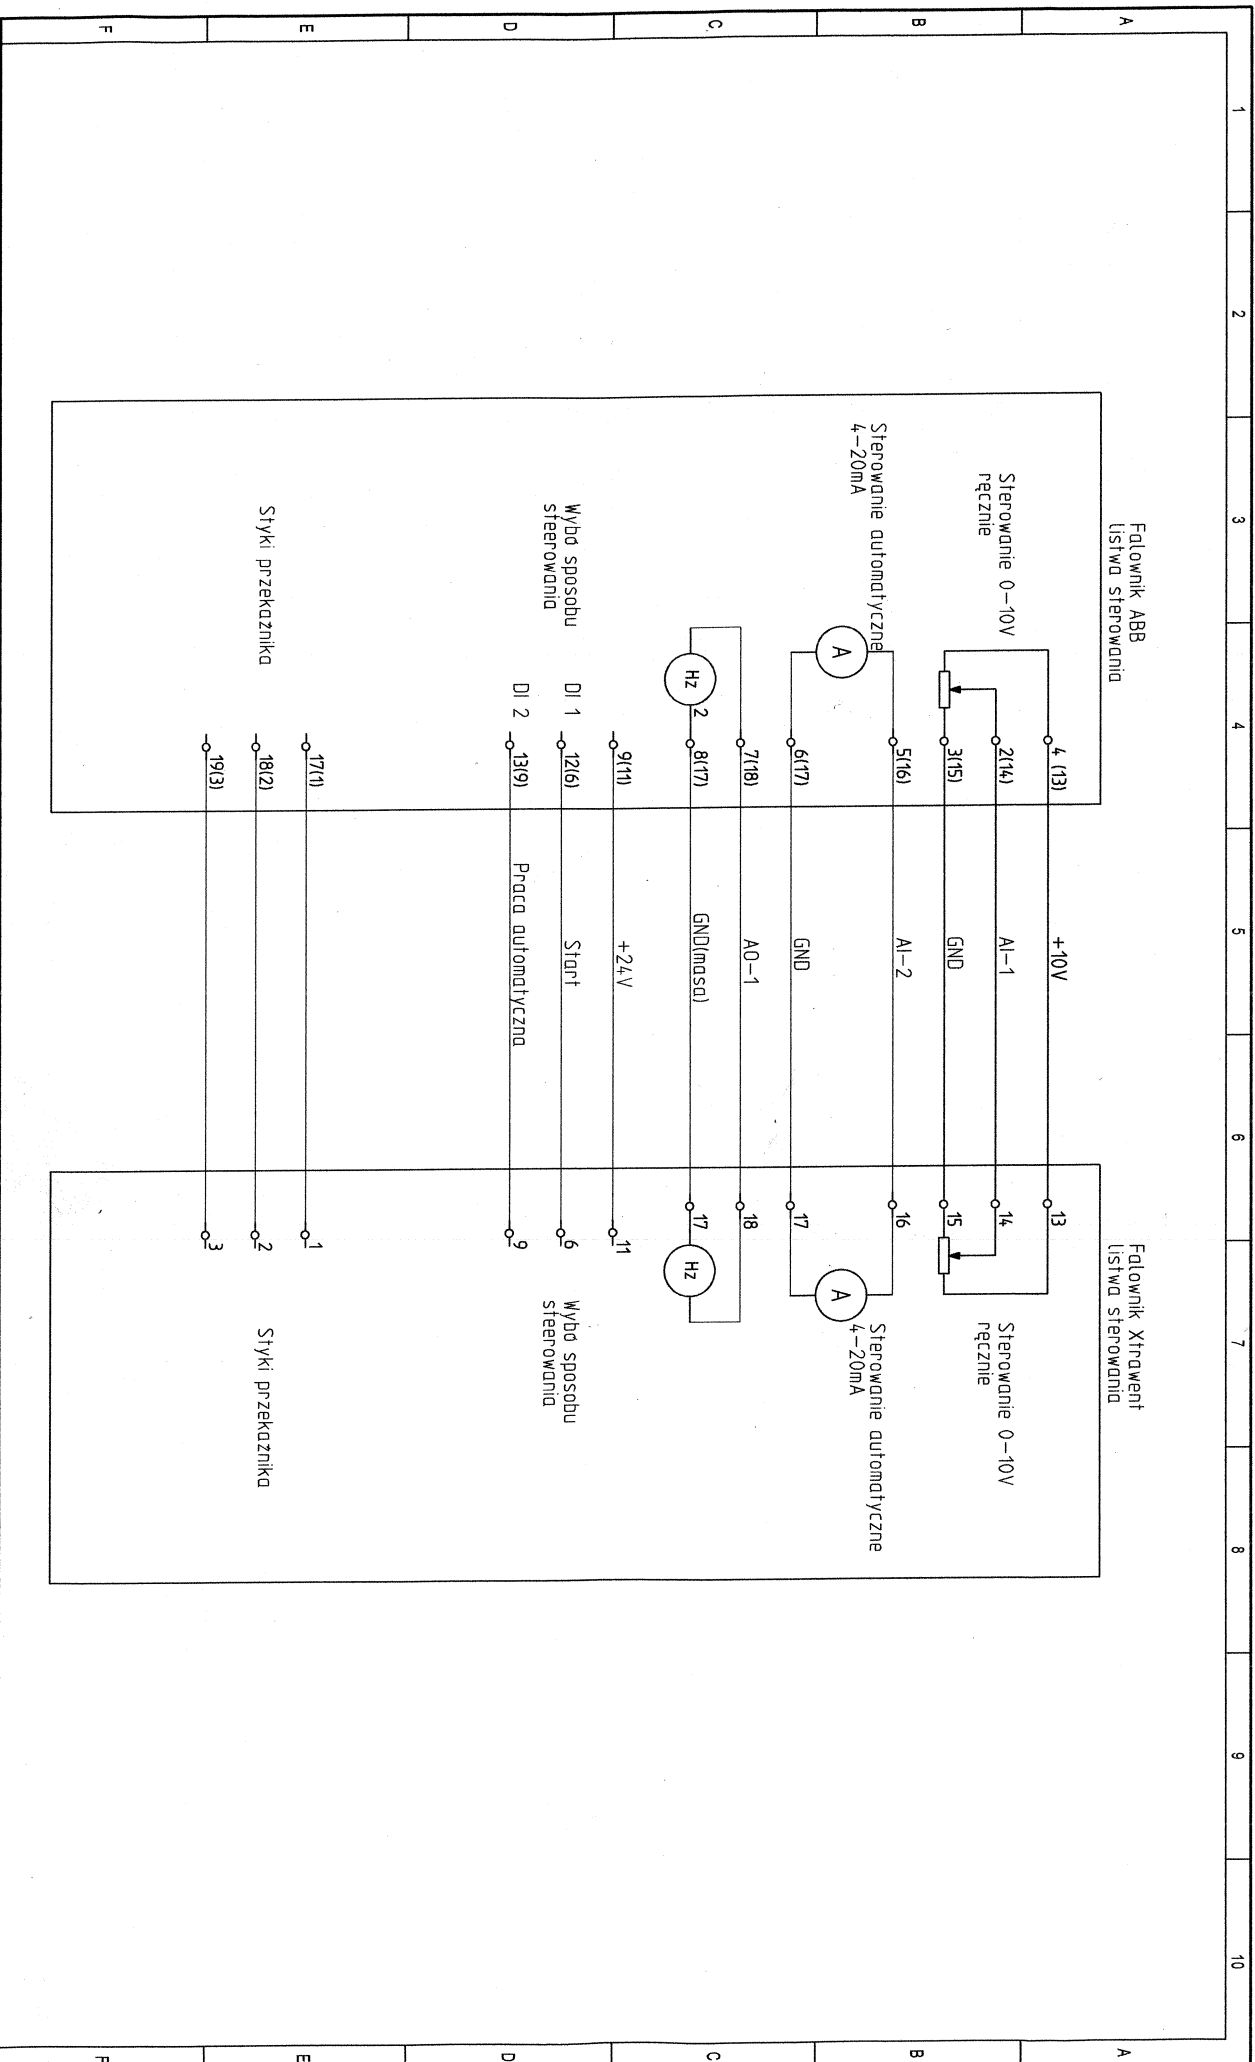 1 2 3 4 5 6 7 8 9 10
A A
Falownik ABB
listwa sterowania
Falownik Xtrawent
listwa sterowania
4 (13) +10V 13
Sterowanie 0-10V
ręcznie
2(14) AI-1 14
Sterowanie 0-10V
ręcznie
3(15) GND 15
B B
Sterowanie automatyczne
4-20mA
5(16) AI-2 16
Sterowanie automatyczne
4-20mA
A A
6(17) GND 17
C C
7(18) AO-1 18
Hz 2 8(17) GND(masa) 17 Hz
9(11) +24V 11
Wybó sposobu
steerowania
DI 1 12(6) Start 6
Wybó sposobu
steerowania
D D
DI 2 13(9) Praca automatyczna 9
E E
17(1) 1
Styki przekaźnika 18(2) 2 Styki przekaźnika
19(3) 3
F F